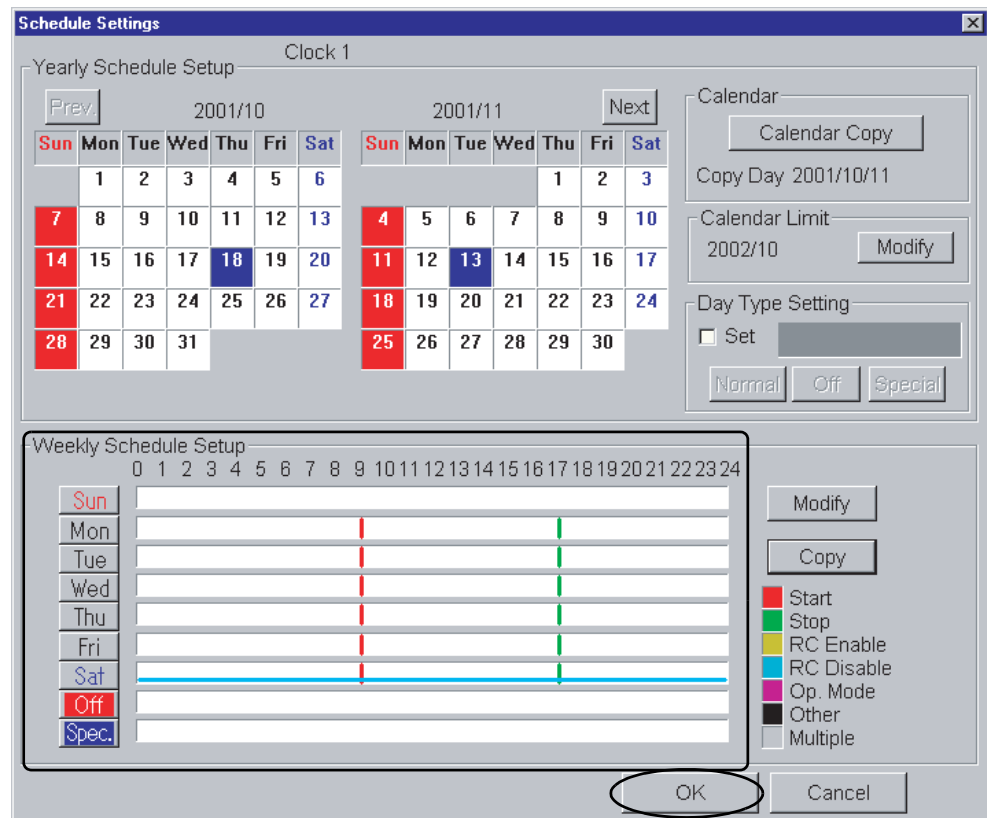 Schedule Settings
Clock 1
Yearly Schedule Setup
Prev. 2001/10
Sun Mon Tue Wed Thu Fri Sat
1 2 3 4 5 6
7 8 9 10 11 12 13
14 15 16 17 18 19 20
21 22 23 24 25 26 27
28 29 30 31
2001/11 Next
Sun Mon Tue Wed Thu Fri Sat
1 2 3
4 5 6 7 8 9 10
11 12 13 14 15 16 17
18 19 20 21 22 23 24
25 26 27 28 29 30
Calendar
Calendar Copy
Copy Day 2001/10/11
Calendar Limit
2002/10 Modify
Day Type Setting
Set
Normal Off Special
Weekly Schedule Setup
0 1 2 3 4 5 6 7 8 9 10 11 12 13 14 15 16 17 18 19 20 21 22 23 24
Sun
Mon
Tue
Wed
Thu
Fri
Sat
Off
Spec.
Modify
Copy
Start
Stop
RC Enable
RC Disable
Op. Mode
Other
Multiple
OK Cancel